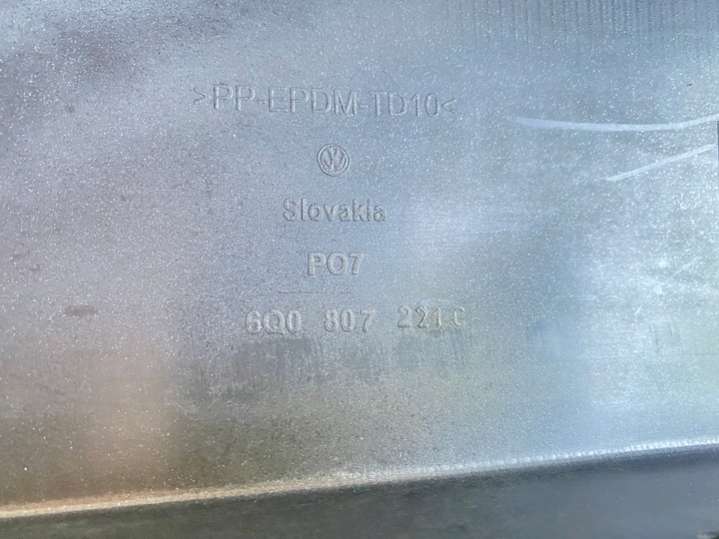 >PP-EPDM-TD10<
Slovakia
PO7
6Q0 807 221 C